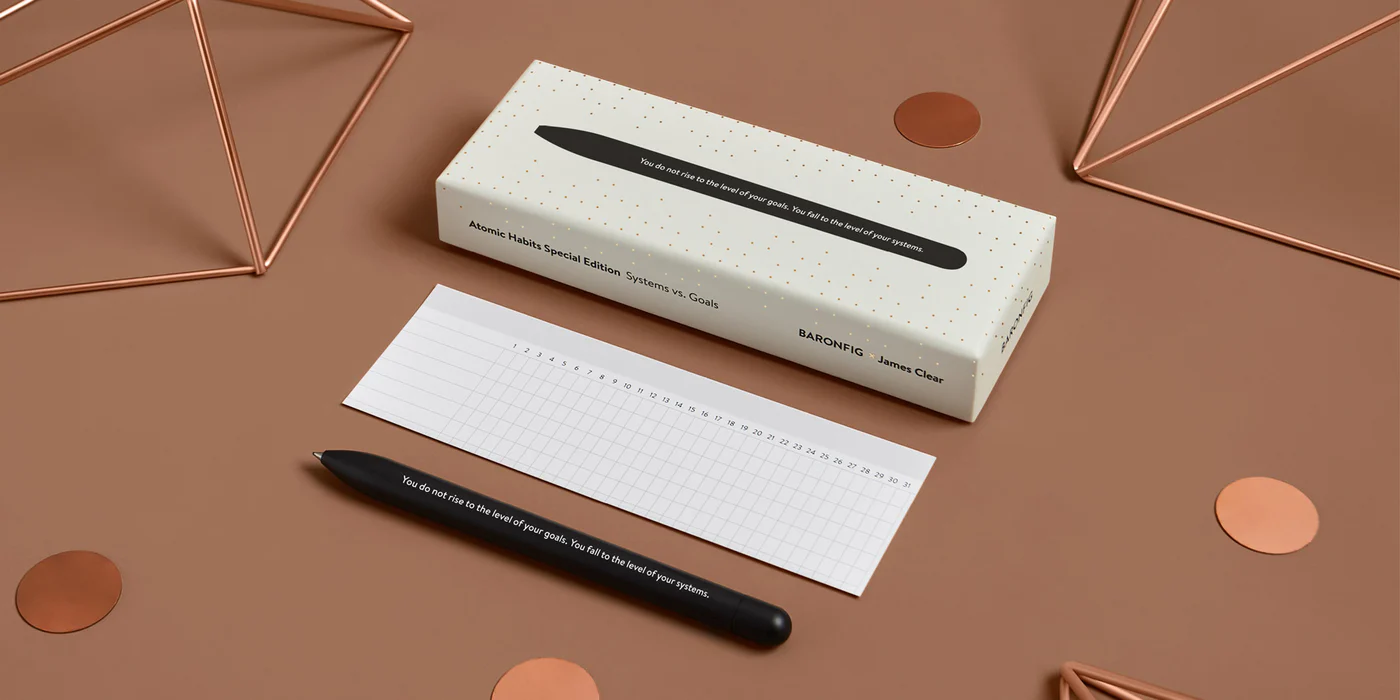 You do not rise to the level of your goals. You fall to the level of your systems.
Atomic Habits Special Edition Systems vs. Goals
BARONFIG × James Clear
BARONFIG
1 2 3 4 5 6 7 8 9 10 11 12 13 14 15 16 17 18 19 20 21 22 23 24 25 26 27 28 29 30 31
You do not rise to the level of your goals. You fall to the level of your systems.